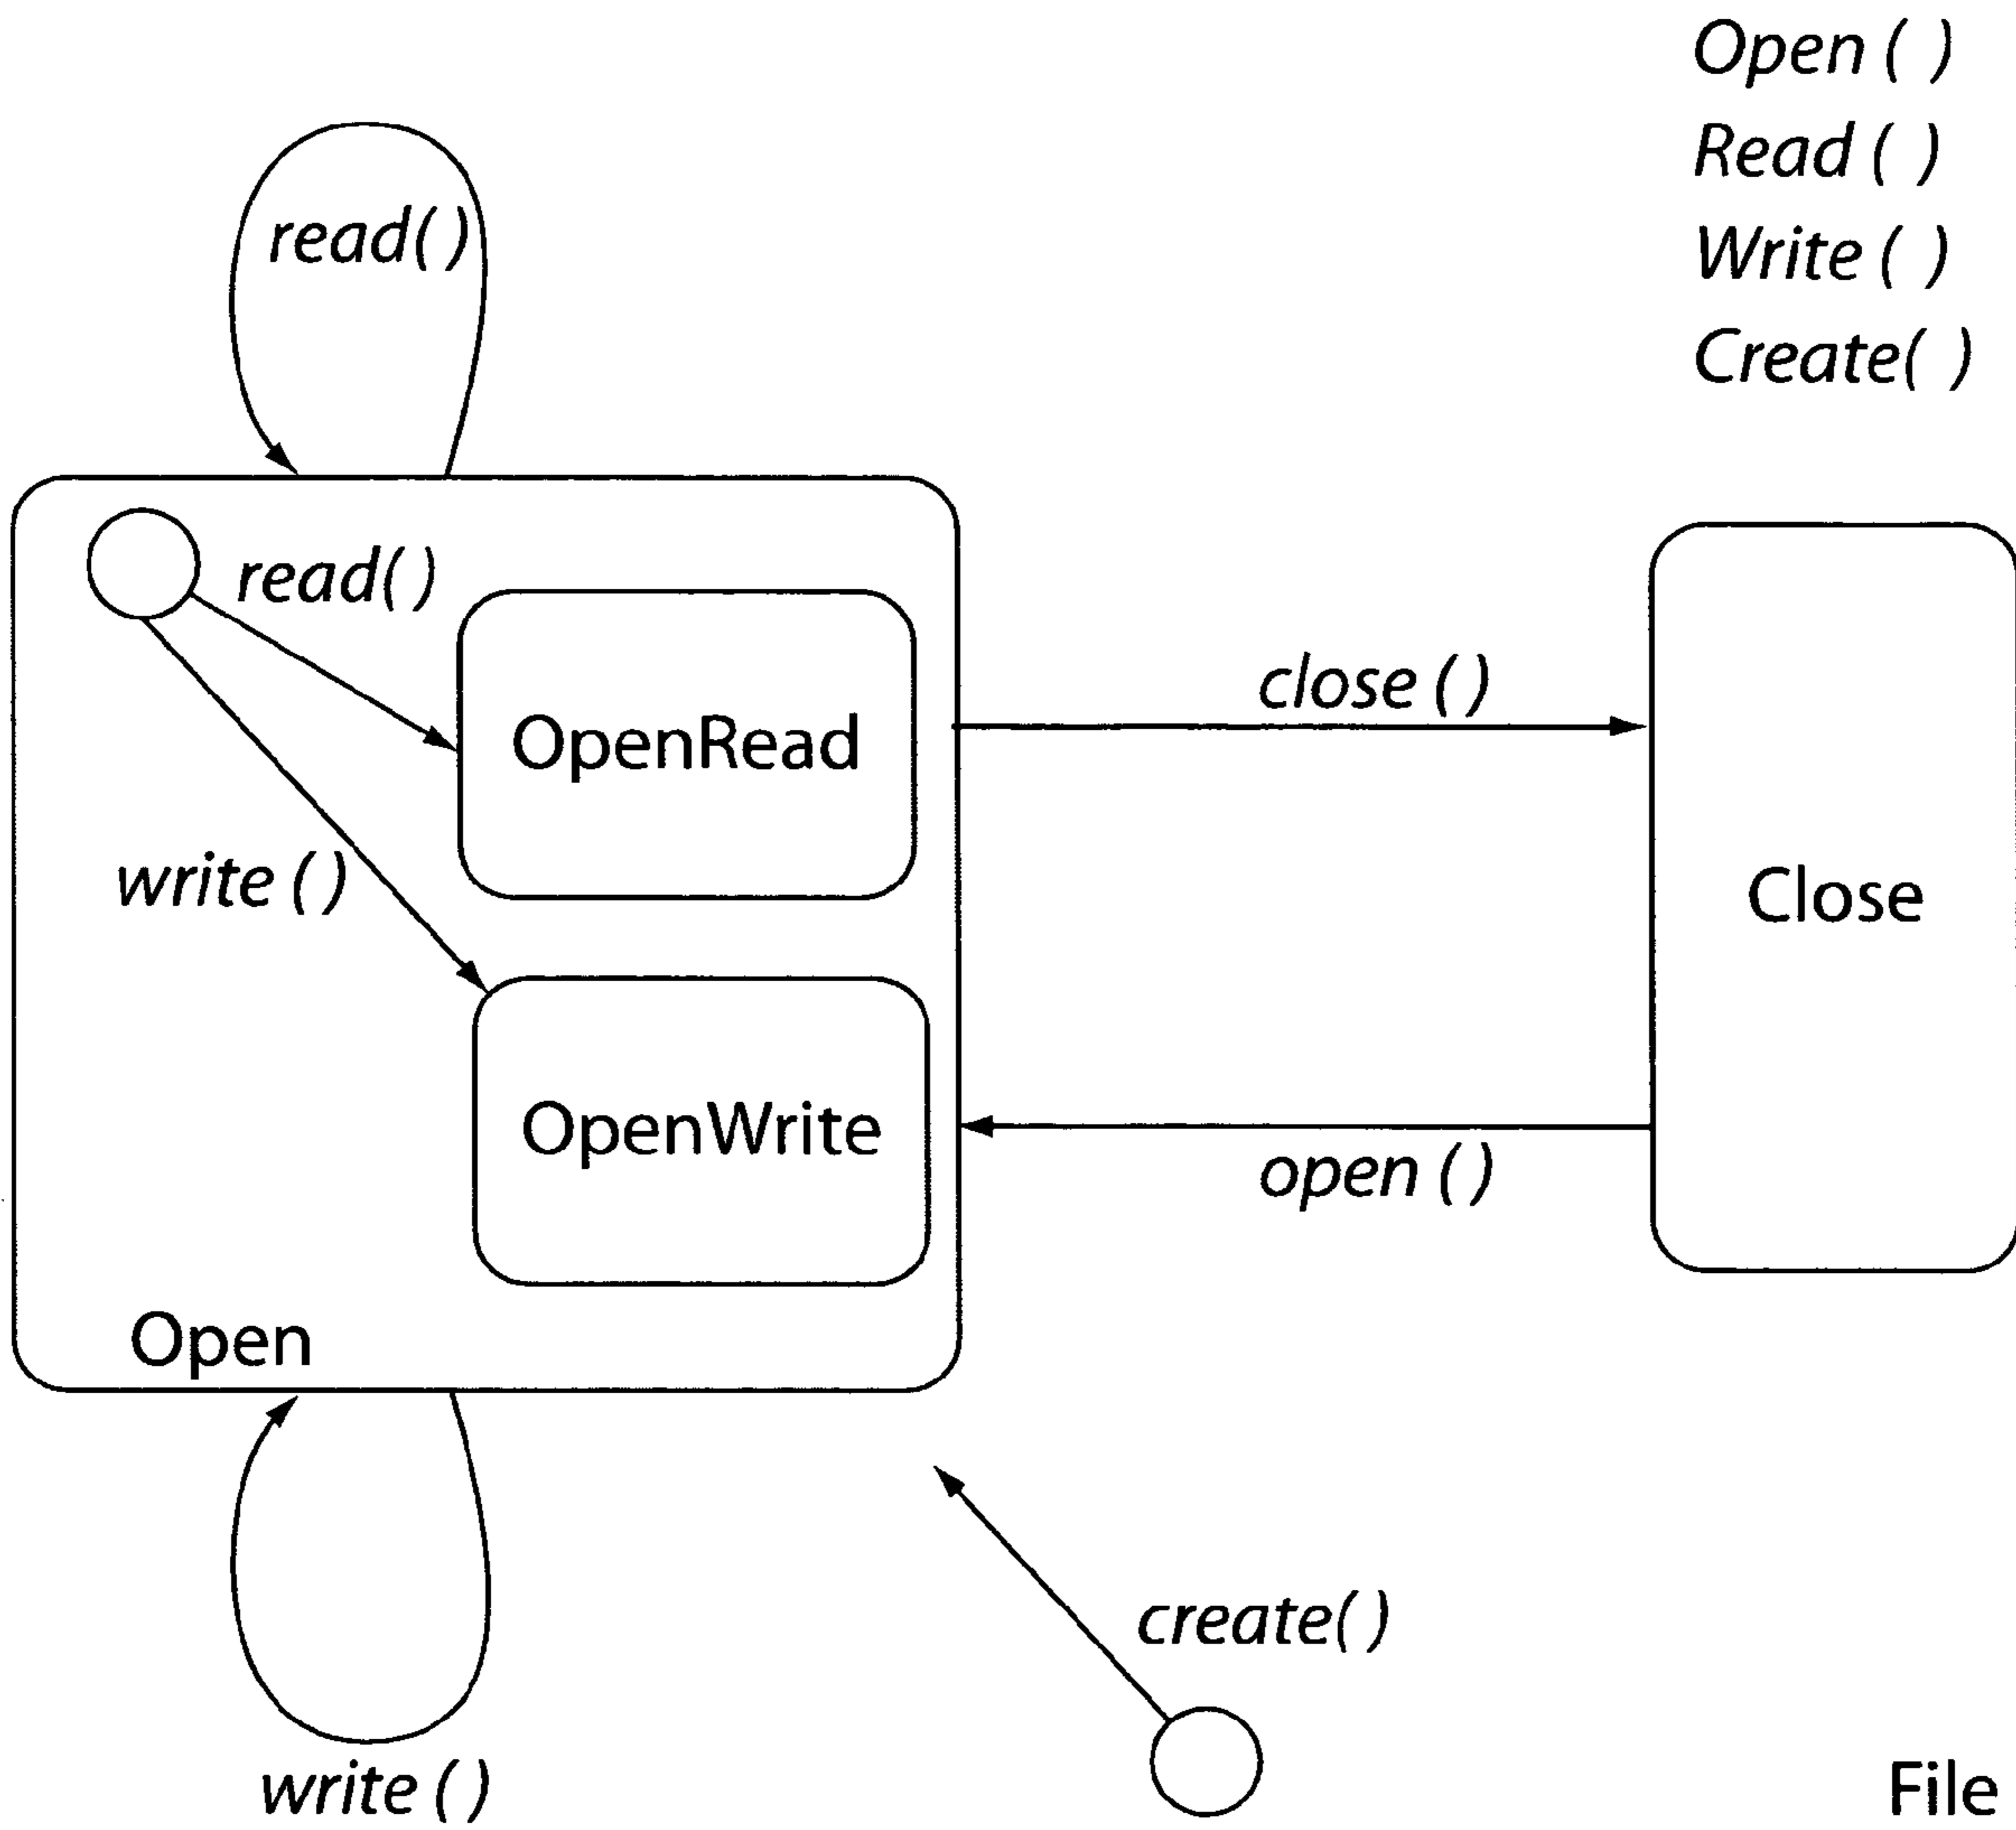 Open ( )
Read ( )
Write ( )
Create( )
read( )
read( )
OpenRead
close ( )
write ( )
Close
OpenWrite
open ( )
Open
create( )
write ( )
File